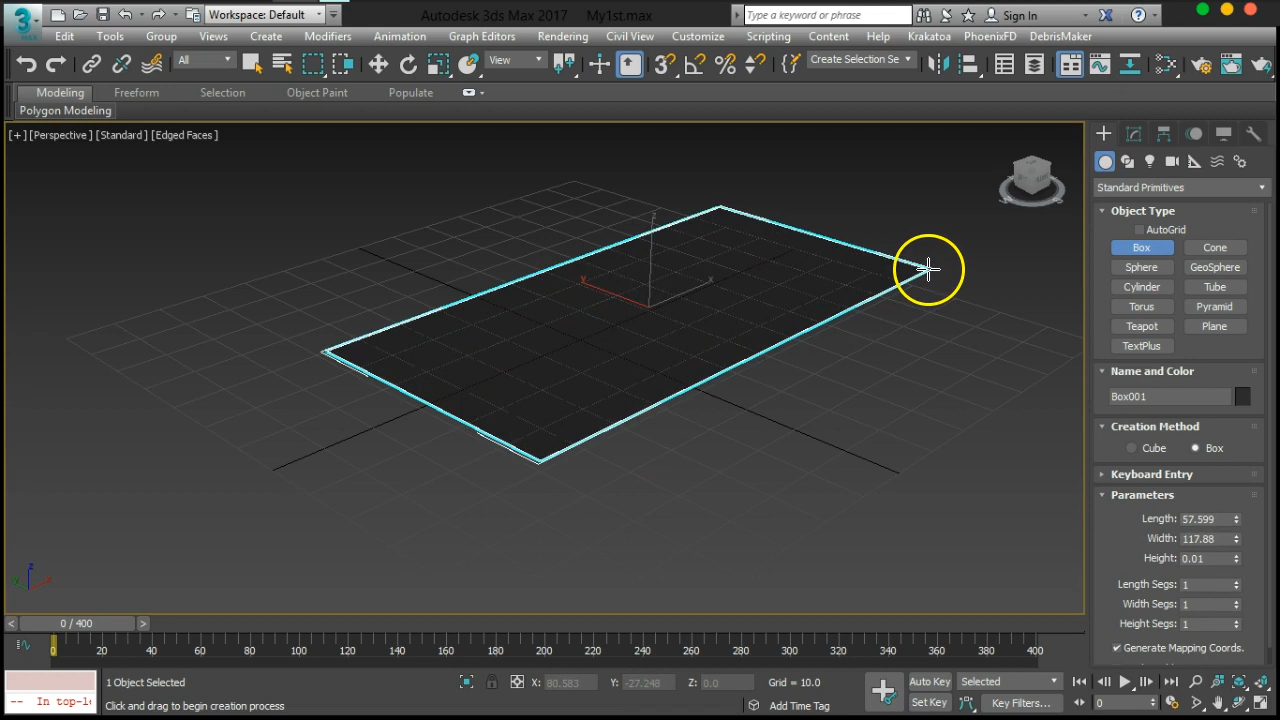 3 MAX
Workspace: Default
Autodesk 3ds Max 2017 My1st.max
Type a keyword or phrase
Sign In
Edit Tools Group Views Create Modifiers Animation Graph Editors Rendering Civil View Customize Scripting Content Help Krakatoa PhoenixFD DebrisMaker
All
View
3
Create Selection Se
Modeling Freeform Selection Object Paint Populate
Polygon Modeling
[+] [Perspective] [Standard] [Edged Faces]
Standard Primitives
Object Type
AutoGrid
Box Cone
Sphere GeoSphere
Cylinder Tube
Torus Pyramid
Teapot Plane
TextPlus
Name and Color
Box001
Creation Method
Cube Box
Keyboard Entry
Parameters
Length: 57.599
Width: 117.88
Height: 0.01
Length Segs: 1
Width Segs: 1
Height Segs: 1
Generate Mapping Coords.
z
y
x
z
y x
< 0 / 400 >
0 20 40 60 80 100 120 140 160 180 200 220 240 260 280 300 320 340 360 380 400
1 Object Selected
X: 80.583 Y: -27.248 Z: 0.0 Grid = 10.0
Auto Key Selected
-- In top-le
Click and drag to begin creation process
Add Time Tag
Set Key Key Filters...
0